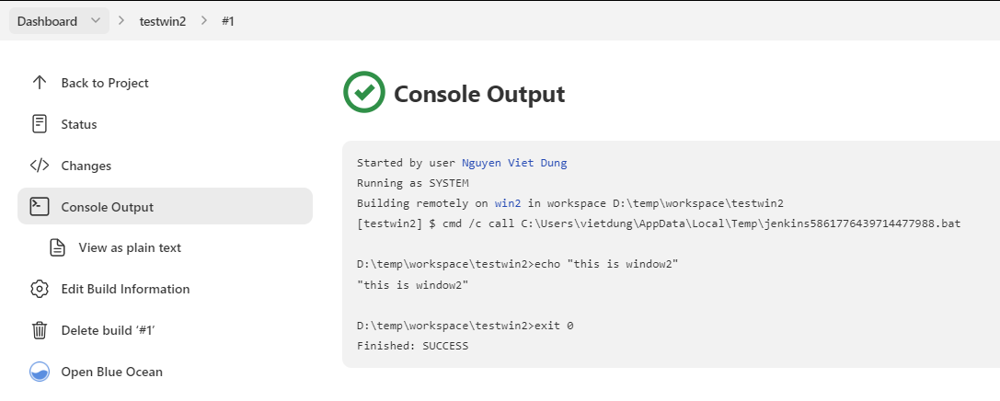 Dashboard testwin2 #1
Back to Project
Status
Changes
Console Output
View as plain text
Edit Build Information
Delete build ‘#1’
Open Blue Ocean
Console Output
Started by user Nguyen Viet Dung
Running as SYSTEM
Building remotely on win2 in workspace D:\temp\workspace\testwin2
[testwin2] $ cmd /c call C:\Users\vietdung\AppData\Local\Temp\jenkins5861776439714477988.bat
D:\temp\workspace\testwin2>echo "this is window2"
"this is window2"
D:\temp\workspace\testwin2>exit 0
Finished: SUCCESS